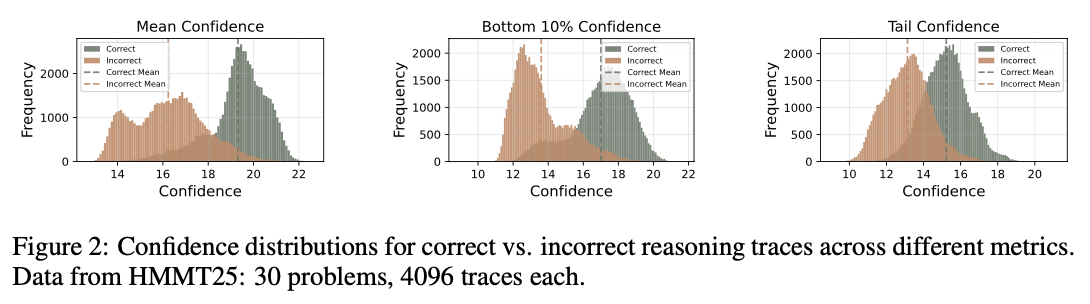 Mean Confidence
Correct
Incorrect
Correct Mean
Incorrect Mean
Frequency
2000
1000
0
14 16 18 20 22
Confidence
Bottom 10% Confidence
Correct
Incorrect
Correct Mean
Incorrect Mean
Frequency
2000
1500
1000
500
0
10 12 14 16 18 20 22
Confidence
Tail Confidence
Correct
Incorrect
Correct Mean
Incorrect Mean
Frequency
2000
1500
1000
500
0
10 12 14 16 18 20
Confidence
Figure 2: Confidence distributions for correct vs. incorrect reasoning traces across different metrics.
Data from HMMT25: 30 problems, 4096 traces each.